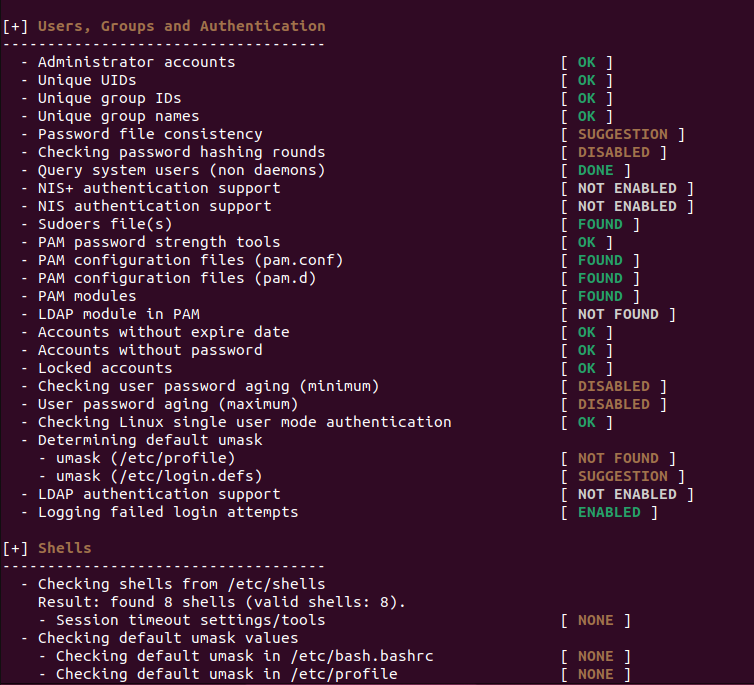 [+] Users, Groups and Authentication
------------------------------------
  - Administrator accounts                                    [ OK ]
  - Unique UIDs                                               [ OK ]
  - Unique group IDs                                          [ OK ]
  - Unique group names                                        [ OK ]
  - Password file consistency                                 [ SUGGESTION ]
  - Checking password hashing rounds                          [ DISABLED ]
  - Query system users (non daemons)                          [ DONE ]
  - NIS+ authentication support                               [ NOT ENABLED ]
  - NIS authentication support                                [ NOT ENABLED ]
  - Sudoers file(s)                                           [ FOUND ]
  - PAM password strength tools                               [ OK ]
  - PAM configuration files (pam.conf)                        [ FOUND ]
  - PAM configuration files (pam.d)                           [ FOUND ]
  - PAM modules                                               [ FOUND ]
  - LDAP module in PAM                                        [ NOT FOUND ]
  - Accounts without expire date                              [ OK ]
  - Accounts without password                                 [ OK ]
  - Locked accounts                                           [ OK ]
  - Checking user password aging (minimum)                    [ DISABLED ]
  - User password aging (maximum)                             [ DISABLED ]
  - Checking Linux single user mode authentication            [ OK ]
  - Determining default umask
    - umask (/etc/profile)                                    [ NOT FOUND ]
    - umask (/etc/login.defs)                                 [ SUGGESTION ]
  - LDAP authentication support                               [ NOT ENABLED ]
  - Logging failed login attempts                             [ ENABLED ]
[+] Shells
------------------------------------
  - Checking shells from /etc/shells
    Result: found 8 shells (valid shells: 8).
    - Session timeout settings/tools                          [ NONE ]
  - Checking default umask values
    - Checking default umask in /etc/bash.bashrc              [ NONE ]
    - Checking default umask in /etc/profile                  [ NONE ]